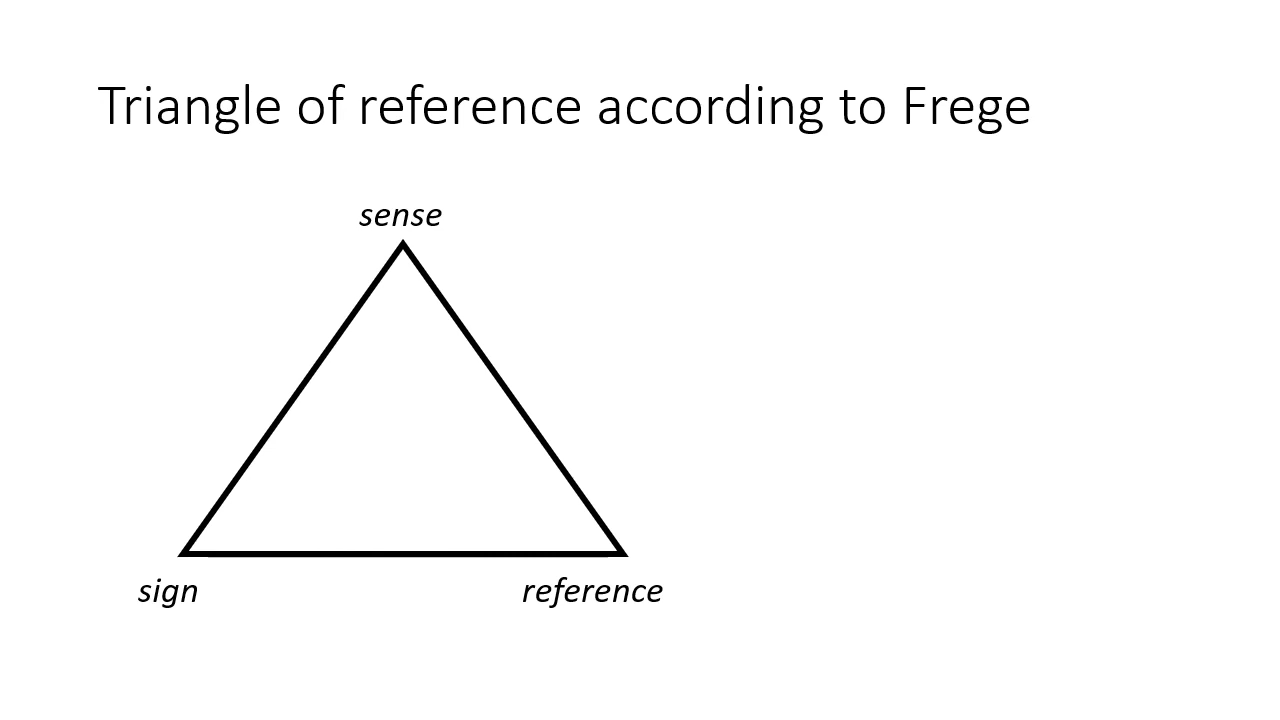 Triangle of reference according to Frege
sense
sign
reference